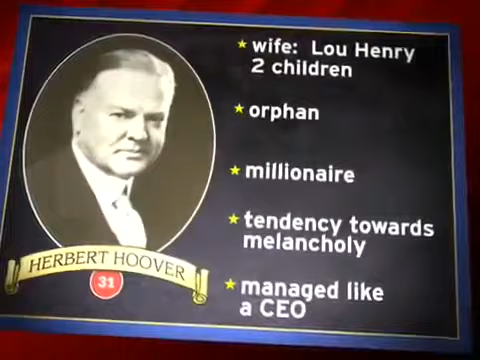 wife: Lou Henry
2 children
orphan
millionaire
tendency towards
melancholy
managed like
a CEO
HERBERT HOOVER
31